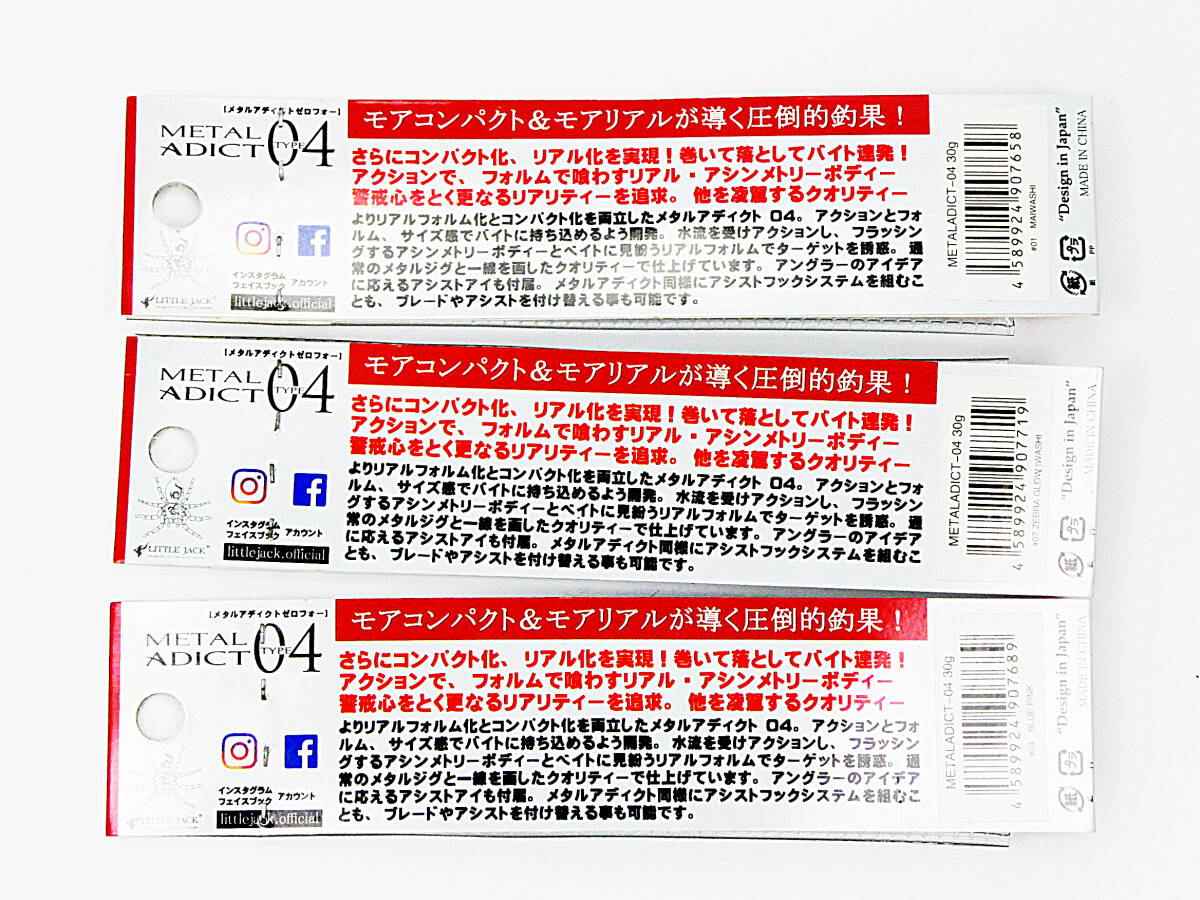 [メタルアディクトゼロフォー]
METAL
ADICT
TYPE
04
インスタグラム
フェイスブック アカウント
littlejack.official
LITTLE JACK
モアコンパクト&モアリアルが導く圧倒的釣果！
さらにコンパクト化、リアル化を実現！巻いて落としてバイト連発！
アクションで、フォルムで喰わすリアル・アシンメトリーボディー
警戒心をとく更なるリアリティーを追求。他を凌駕するクオリティー
よりリアルフォルム化とコンパクト化を両立したメタルアディクト 04。アクションとフォ
ルム、サイズ感でバイトに持ち込めるよう開発。水流を受けアクションし、フラッシン
グするアシンメトリーボディーとベイトに見紛うリアルフォルムでターゲットを誘惑。通
常のメタルジグと一線を画したクオリティーで仕上げています。アングラーのアイデア
に応えるアシストアイも付属。メタルアディクト同様にアシストフックシステムを組むこ
とも、ブレードやアシストを付け替える事も可能です。
METALADICT-04 30g
4 589924 907658
#01 MAIWASHI
"Design in Japan"
MADE IN CHINA
紙
プラ
PP
[メタルアディクトゼロフォー]
METAL
ADICT
TYPE
04
インスタグラム
フェイスブック アカウント
littlejack.official
LITTLE JACK
モアコンパクト&モアリアルが導く圧倒的釣果！
さらにコンパクト化、リアル化を実現！巻いて落としてバイト連発！
アクションで、フォルムで喰わすリアル・アシンメトリーボディー
警戒心をとく更なるリアリティーを追求。他を凌駕するクオリティー
よりリアルフォルム化とコンパクト化を両立したメタルアディクト 04。アクションとフォ
ルム、サイズ感でバイトに持ち込めるよう開発。水流を受けアクションし、フラッシン
グするアシンメトリーボディーとベイトに見紛うリアルフォルムでターゲットを誘惑。通
常のメタルジグと一線を画したクオリティーで仕上げています。アングラーのアイデア
に応えるアシストアイも付属。メタルアディクト同様にアシストフックシステムを組むこ
とも、ブレードやアシストを付け替える事も可能です。
METALADICT-04 30g
4 589924 907719
#07 ZEBRA GLOW IWASHI
"Design in Japan"
MADE IN CHINA
紙
プラ
[メタルアディクトゼロフォー]
METAL
ADICT
TYPE
04
インスタグラム
フェイスブック アカウント
littlejack.official
LITTLE JACK
モアコンパクト&モアリアルが導く圧倒的釣果！
さらにコンパクト化、リアル化を実現！巻いて落としてバイト連発！
アクションで、フォルムで喰わすリアル・アシンメトリーボディー
警戒心をとく更なるリアリティーを追求。他を凌駕するクオリティー
よりリアルフォルム化とコンパクト化を両立したメタルアディクト 04。アクションとフォ
ルム、サイズ感でバイトに持ち込めるよう開発。水流を受けアクションし、フラッシン
グするアシンメトリーボディーとベイトに見紛うリアルフォルムでターゲットを誘惑。通
常のメタルジグと一線を画したクオリティーで仕上げています。アングラーのアイデア
に応えるアシストアイも付属。メタルアディクト同様にアシストフックシステムを組むこ
とも、ブレードやアシストを付け替える事も可能です。
METALADICT-04 30g
4 589924 907689
#04 BLUE PINK
"Design in Japan"
MADE IN CHINA
紙
プラ